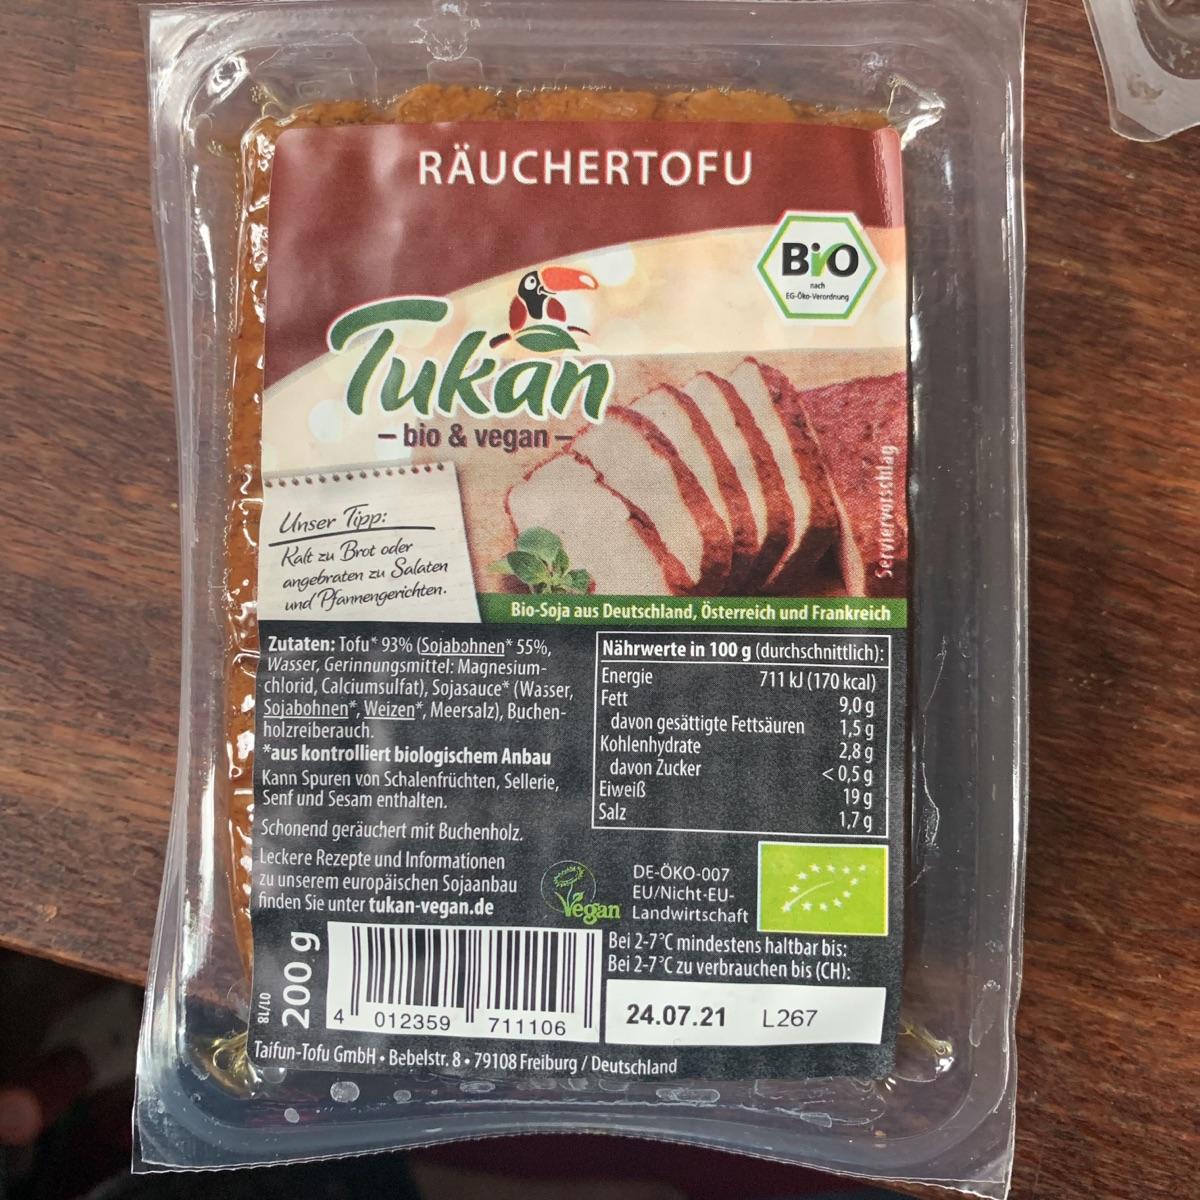 RÄUCHERTOFU
BiO
nach
EG-Öko-Verordnung
Tukan
– bio & vegan –
Unser Tipp:
Kalt zu Brot oder
angebraten zu Salaten
und Pfannengerichten.
Serviervorschlag
Bio-Soja aus Deutschland, Österreich und Frankreich
Zutaten: Tofu* 93% (Sojabohnen* 55%,
Wasser, Gerinnungsmittel: Magnesium-
chlorid, Calciumsulfat), Sojasauce* (Wasser,
Sojabohnen*, Weizen*, Meersalz), Buchen-
holzreiberauch.
*aus kontrolliert biologischem Anbau
Kann Spuren von Schalenfrüchten, Sellerie,
Senf und Sesam enthalten.
Schonend geräuchert mit Buchenholz.
Leckere Rezepte und Informationen
zu unserem europäischen Sojaanbau
finden Sie unter tukan-vegan.de
Nährwerte in 100 g (durchschnittlich):
Energie 711 kJ (170 kcal)
Fett 9,0 g
davon gesättigte Fettsäuren 1,5 g
Kohlenhydrate 2,8 g
davon Zucker < 0,5 g
Eiweiß 19 g
Salz 1,7 g
Vegan
DE-ÖKO-007
EU/Nicht-EU-
Landwirtschaft
01/18
200 g
4 012359 711106
Bei 2-7°C mindestens haltbar bis:
Bei 2-7°C zu verbrauchen bis (CH):
24.07.21 L267
Taifun-Tofu GmbH • Bebelstr. 8 • 79108 Freiburg / Deutschland